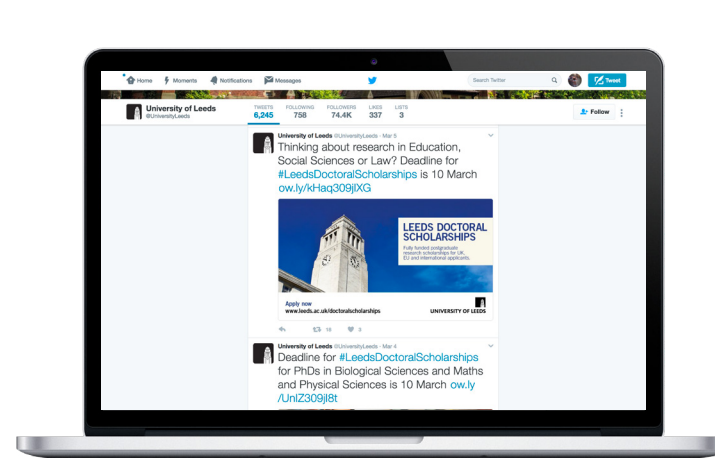 Home Moments Notifications Messages Search Twitter Tweet
University of Leeds
@UniversityLeeds
TWEETS FOLLOWING FOLLOWERS LIKES LISTS
6,245 758 74.4K 337 3
Follow
University of Leeds @UniversityLeeds · Mar 5
Thinking about research in Education,
Social Sciences or Law? Deadline for
#LeedsDoctoralScholarships is 10 March
ow.ly/kHaq309jlXG
LEEDS DOCTORAL
SCHOLARSHIPS
Fully funded postgraduate
research scholarships for UK,
EU and international applicants.
Apply now
www.leeds.ac.uk/doctoralscholarships
UNIVERSITY OF LEEDS
16 3
University of Leeds @UniversityLeeds · Mar 4
Deadline for #LeedsDoctoralScholarships
for PhDs in Biological Sciences and Maths
and Physical Sciences is 10 March ow.ly
/UnlZ309jl8t